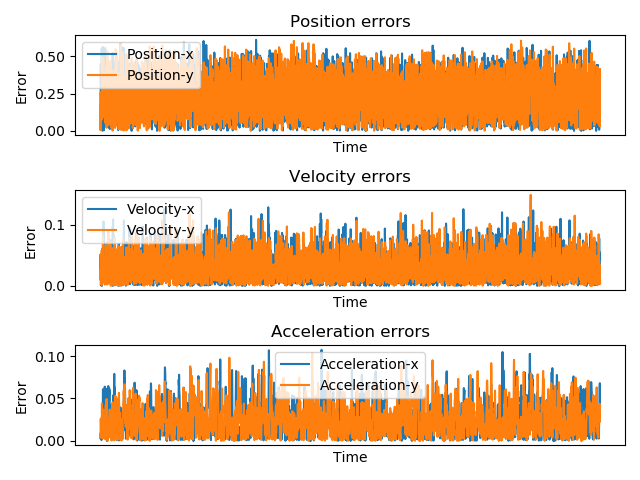 Position errors
Position-x
Position-y
0.50
0.25
0.00
Error
Time
Velocity errors
Velocity-x
Velocity-y
0.1
0.0
Error
Time
Acceleration errors
Acceleration-x
Acceleration-y
0.10
0.05
0.00
Error
Time